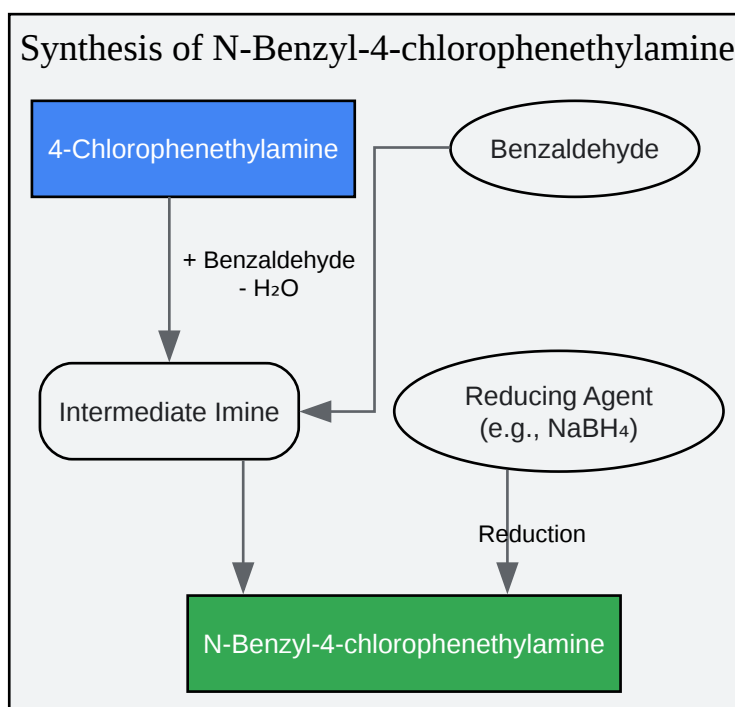 Synthesis of N-Benzyl-4-chlorophenethylamine
4-Chlorophenethylamine
Benzaldehyde
+ Benzaldehyde
- H₂O
Intermediate Imine
Reducing Agent
(e.g., NaBH₄)
Reduction
N-Benzyl-4-chlorophenethylamine